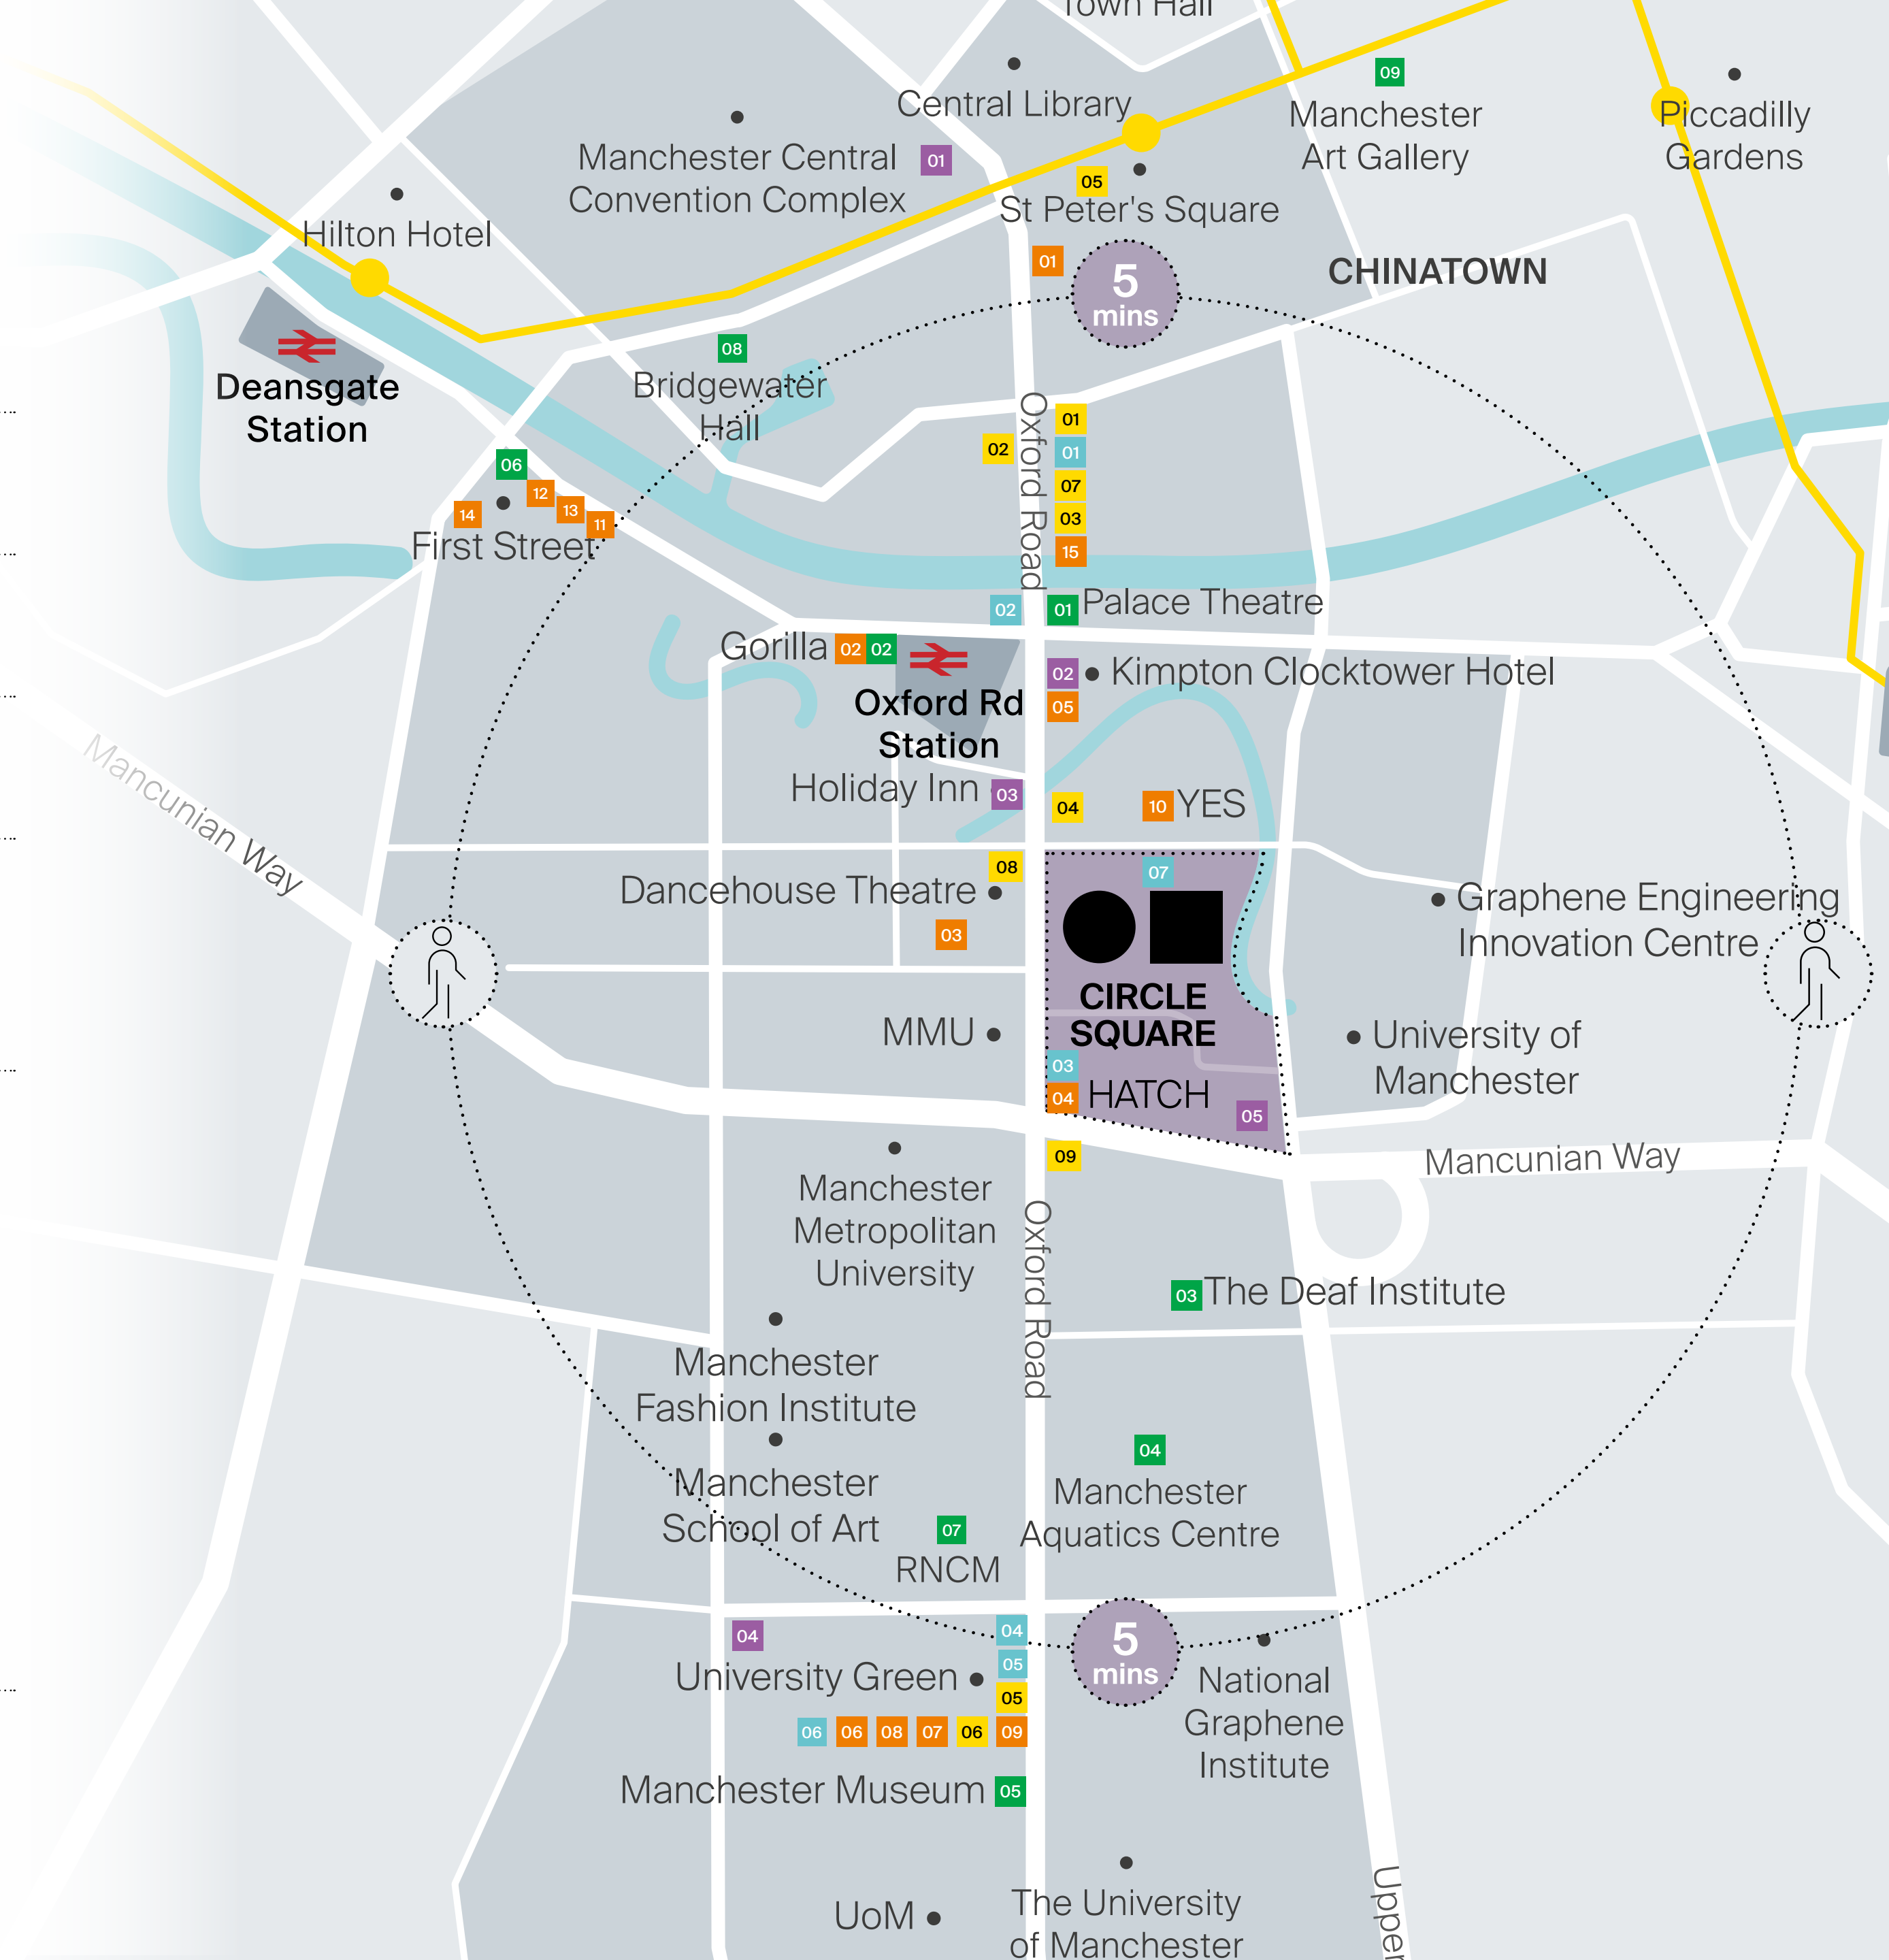 Town Hall
09
Central Library
Manchester
Art Gallery
Piccadilly
Gardens
Manchester Central
Convention Complex
01
05
St Peter's Square
Hilton Hotel
01
5
mins
CHINATOWN
08
Bridgewater
Hall
Deansgate
Station
Oxford Road
01
02
01
07
03
15
06
12
13
11
14
First Street
02
01
Palace Theatre
Gorilla
02
02
02
Kimpton Clocktower Hotel
05
Oxford Rd
Station
Holiday Inn
03
04
10
YES
Mancunian Way
08
07
Dancehouse Theatre
03
Graphene Engineering
Innovation Centre
CIRCLE
SQUARE
MMU
University of
Manchester
03
04
HATCH
05
09
Mancunian Way
Manchester
Metropolitan
University
Oxford Road
03
The Deaf Institute
Manchester
Fashion Institute
04
Manchester
Aquatics Centre
Manchester
School of Art
07
RNCM
04
04
5
mins
University Green
05
05
National
Graphene
Institute
06
06
08
07
06
09
Manchester Museum
05
Upper
UoM
The University
of Manchester